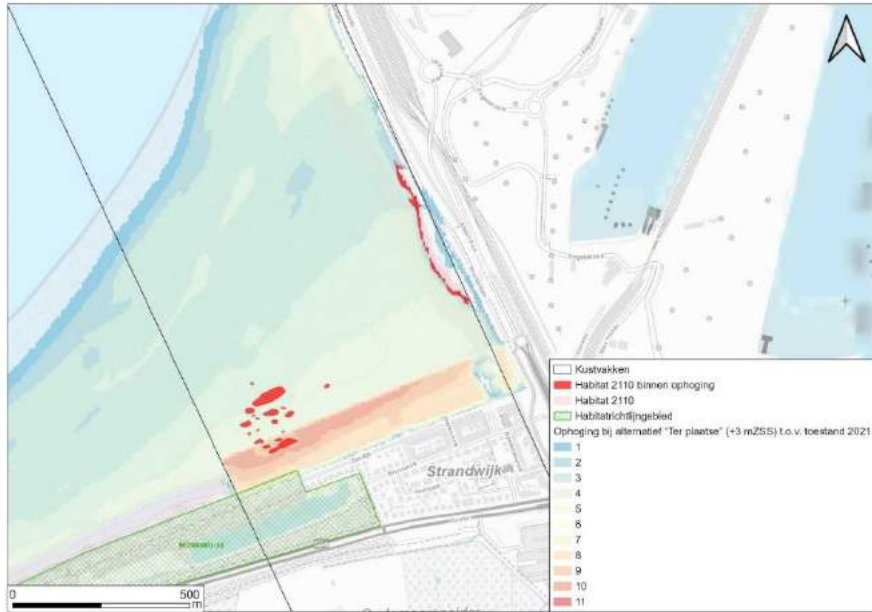 Strandwijk
Kustvakken
Habitat 2110 binnen ophoging
Habitat 2110
Habitatrichtlijngebied
Ophoging bij alternatief "Ter plaatse" (+3 mZSS) t.o.v. toestand 2021
1
2
3
4
5
6
7
8
9
10
11
0 500
m